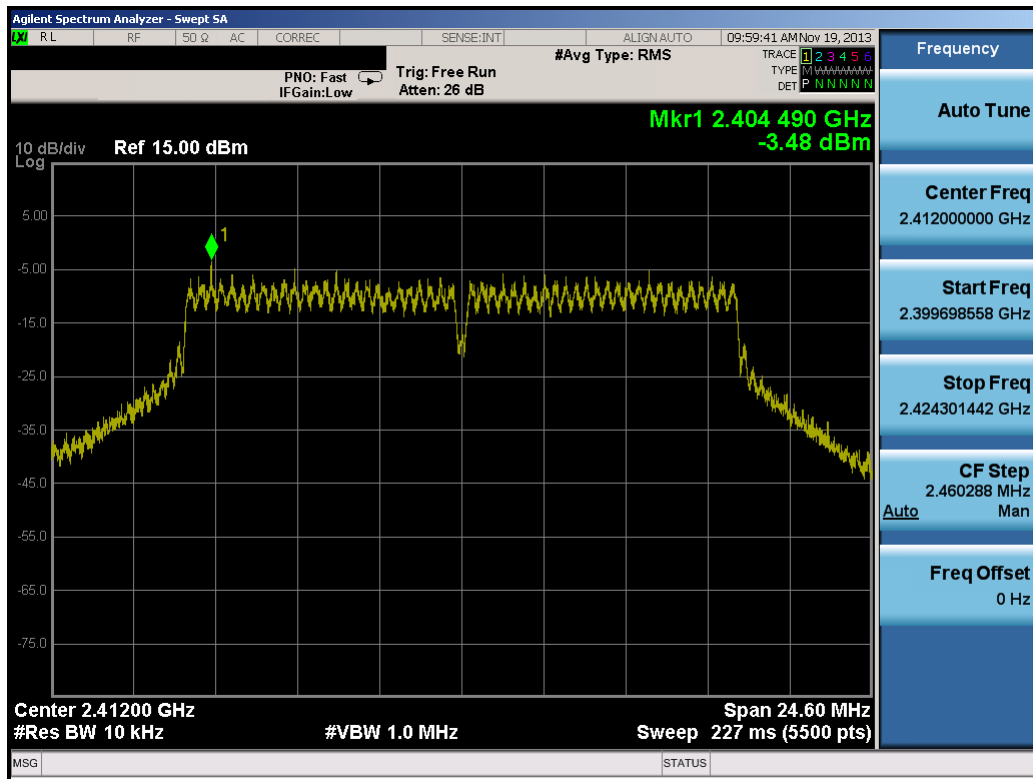 Agilent Spectrum Analyzer - Swept SA
LXI RL RF 50 Ω AC CORREC SENSE:INT ALIGNAUTO 09:59:41 AM Nov 19, 2013
#Avg Type: RMS
TRACE 1 2 3 4 5 6
PNO: Fast
IFGain:Low
Trig: Free Run
Atten: 26 dB
TYPE M WWWWW
DET P N N N N N
Mkr1 2.404 490 GHz
-3.48 dBm
10 dB/div
Log
Ref 15.00 dBm
1
5.00
-5.00
-15.0
-25.0
-35.0
-45.0
-55.0
-65.0
-75.0
Center 2.41200 GHz
Span 24.60 MHz
#Res BW 10 kHz
#VBW 1.0 MHz
Sweep 227 ms (5500 pts)
MSG
STATUS
Frequency
Auto Tune
Center Freq
2.412000000 GHz
Start Freq
2.399698558 GHz
Stop Freq
2.424301442 GHz
CF Step
2.460288 MHz
Auto Man
Freq Offset
0 Hz